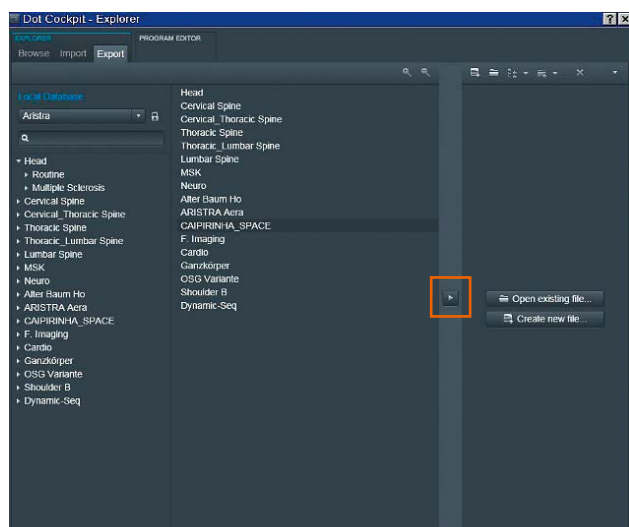 Dot Cockpit - Explorer
EXPLORER
PROGRAM EDITOR
Browse Import Export
Local Database
Aristra
Head
Routine
Multiple Sclerosis
Cervical Spine
Cervical_Thoracic Spine
Thoracic Spine
Thoracic_Lumbar Spine
Lumbar Spine
MSK
Neuro
Alter Baum Ho
ARISTRA Aera
CAIPIRINHA_SPACE
F. Imaging
Cardio
Ganzkörper
OSG Variante
Shoulder B
Dynamic-Seq
Head
Cervical Spine
Cervical_Thoracic Spine
Thoracic Spine
Thoracic_Lumbar Spine
Lumbar Spine
MSK
Neuro
Alter Baum Ho
ARISTRA Aera
CAIPIRINHA_SPACE
F. Imaging
Cardio
Ganzkörper
OSG Variante
Shoulder B
Dynamic-Seq
Open existing file...
Create new file...